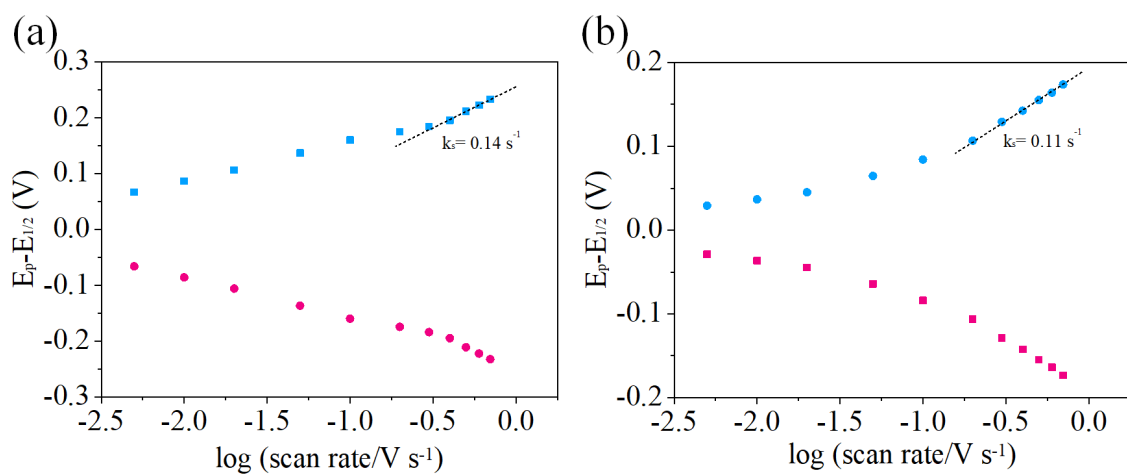 (a)
0.3
0.2
0.1
0.0
-0.1
-0.2
-0.3
Eₚ-E₁/₂ (V)
kₛ= 0.14 s⁻¹
-2.5 -2.0 -1.5 -1.0 -0.5 0.0
log (scan rate/V s⁻¹)
(b)
0.2
0.1
0.0
-0.1
-0.2
Eₚ-E₁/₂ (V)
kₛ= 0.11 s⁻¹
-2.5 -2.0 -1.5 -1.0 -0.5 0.0
log (scan rate/V s⁻¹)